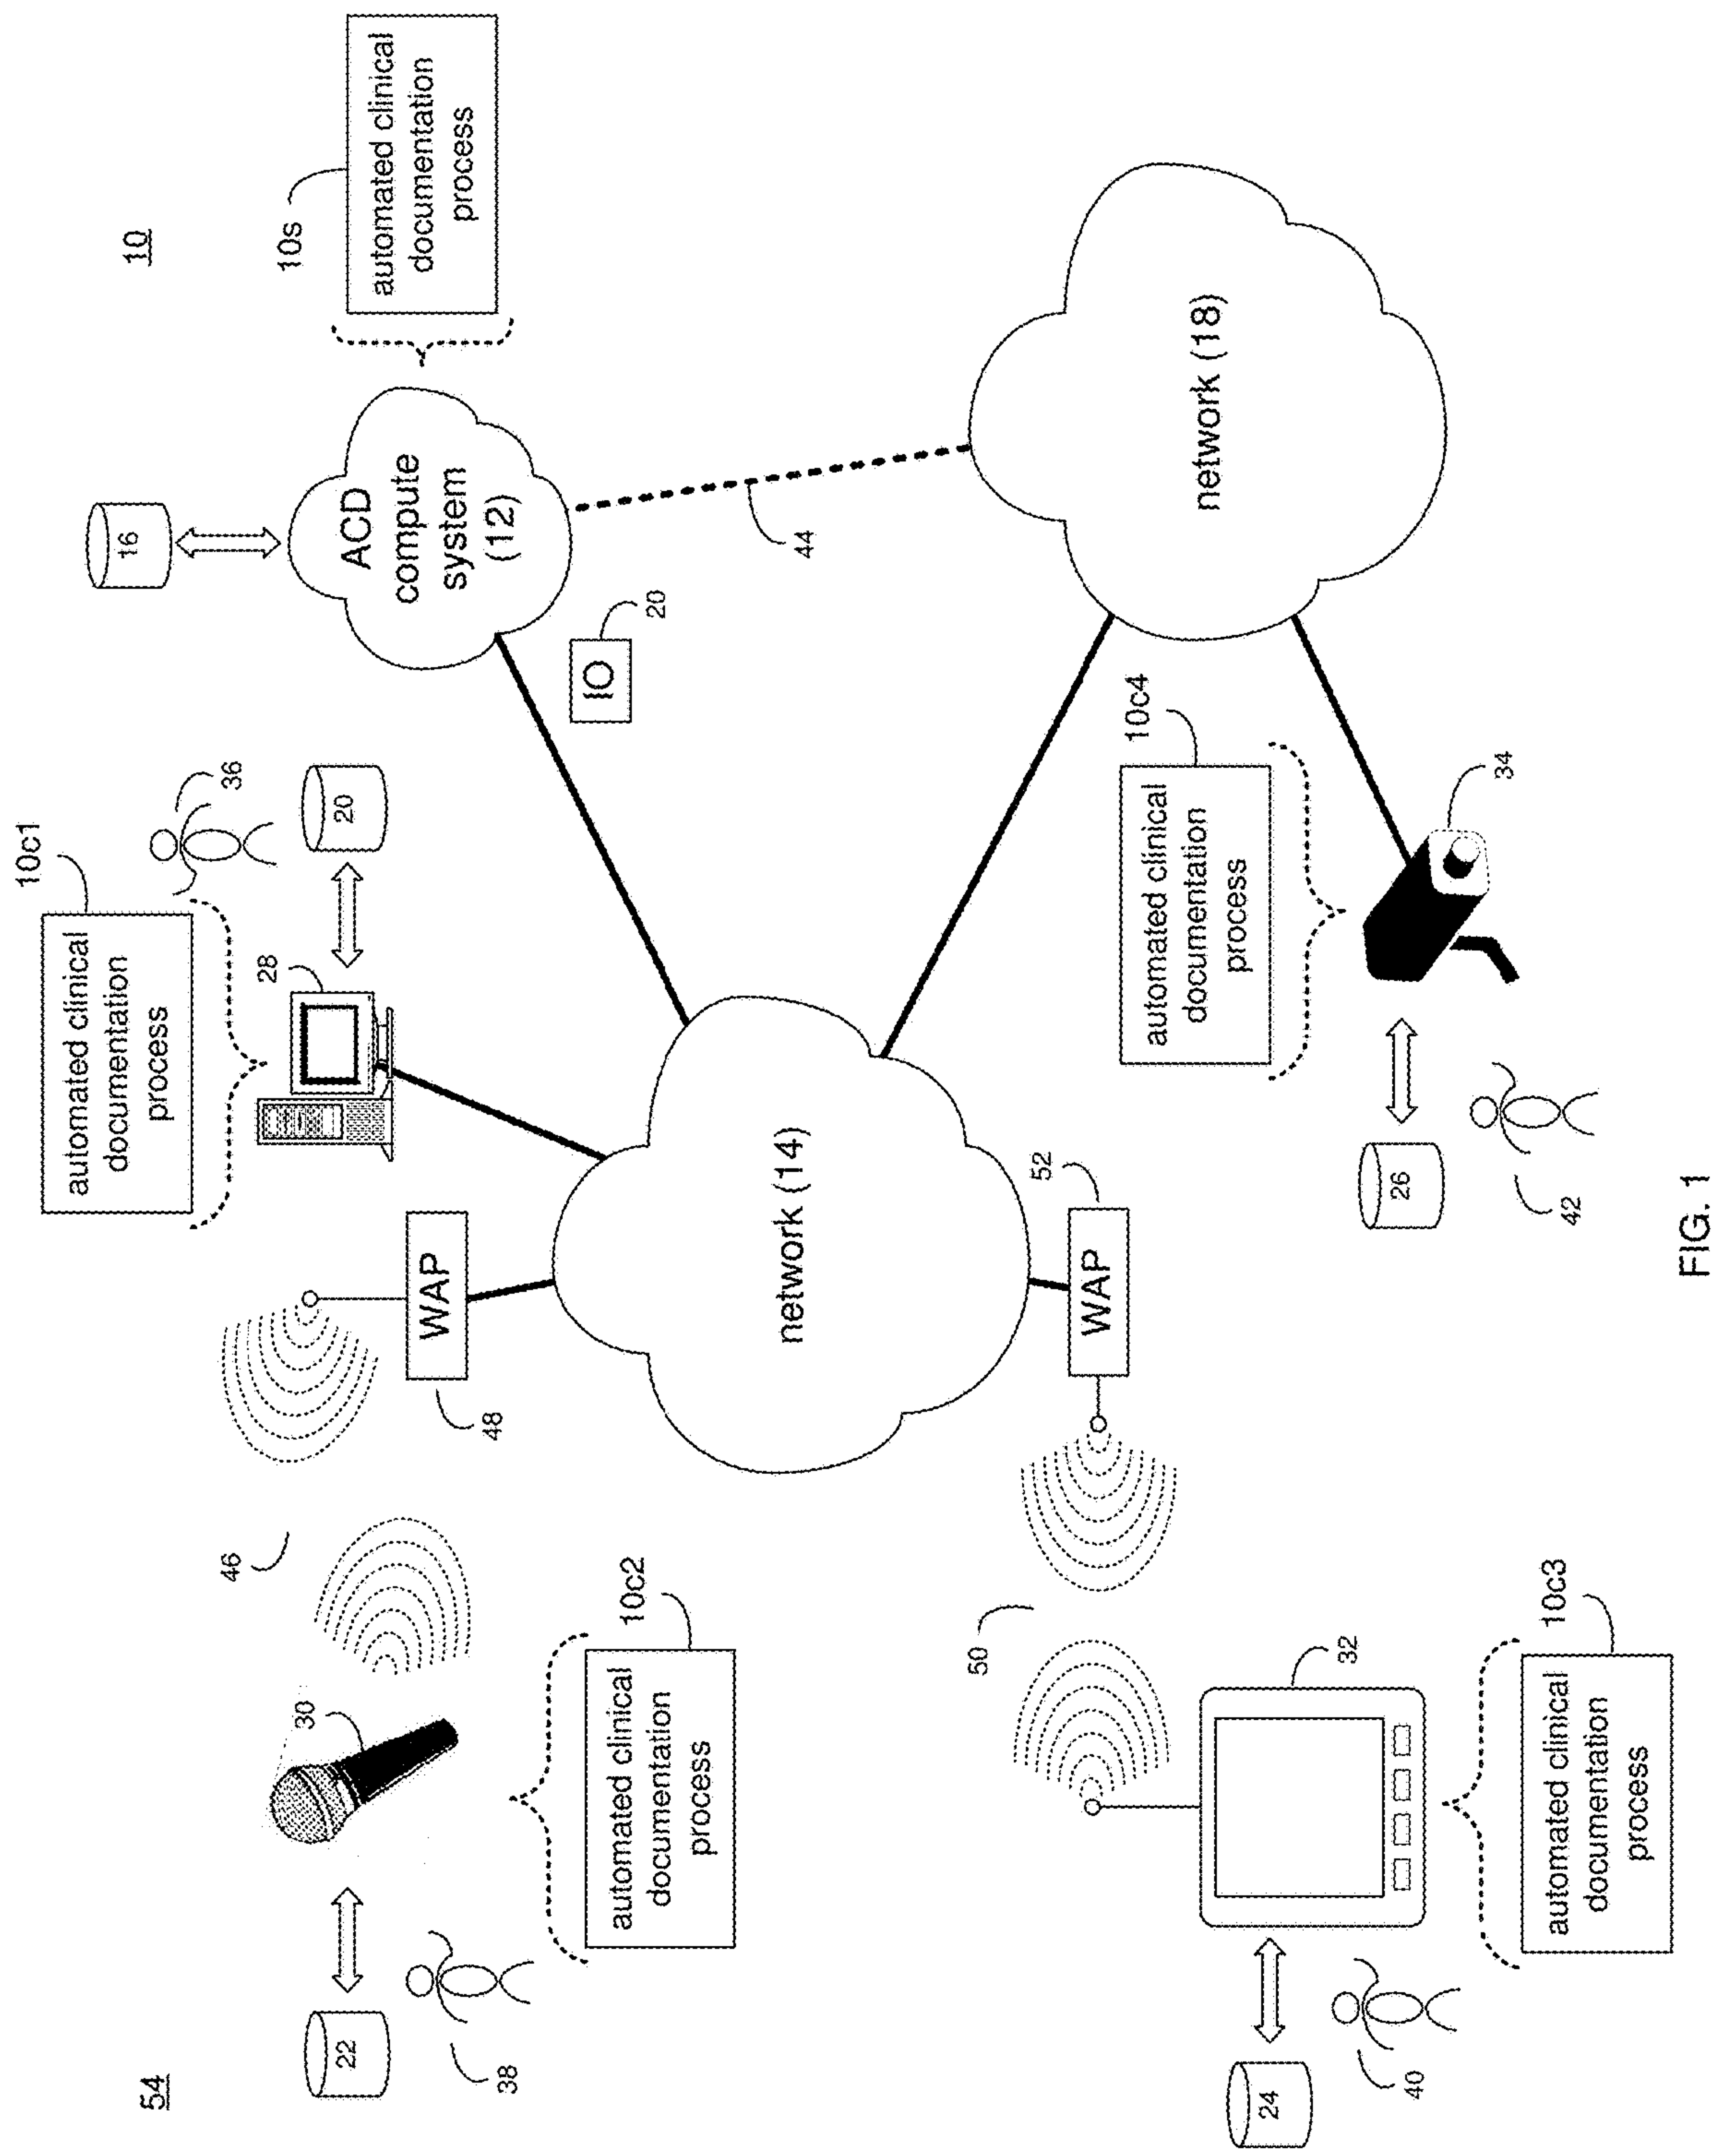 54
10
10c1
automated clinical
documentation
process
16
36
46
28
10s
automated clinical
documentation
process
30
22
20
ACD
compute
system
(12)
WAP
48
38
10c2
automated clinical
documentation
process
IO
20
network (14)
44
50
52
WAP
10c4
automated clinical
documentation
process
network (18)
24
32
40
26
34
10c3
automated clinical
documentation
process
42
FIG. 1